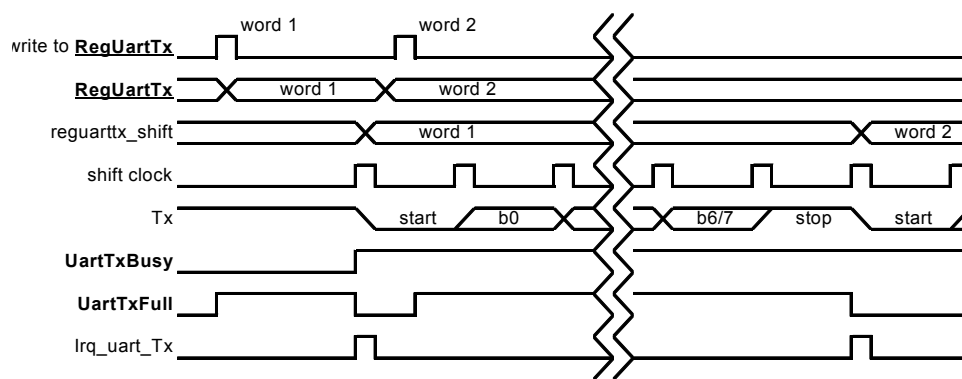 word 1 word 2
write to RegUartTx
RegUartTx word 1 word 2
reguarttx_shift word 1 word 2
shift clock
Tx start b0 b6/7 stop start
UartTxBusy
UartTxFull
Irq_uart_Tx